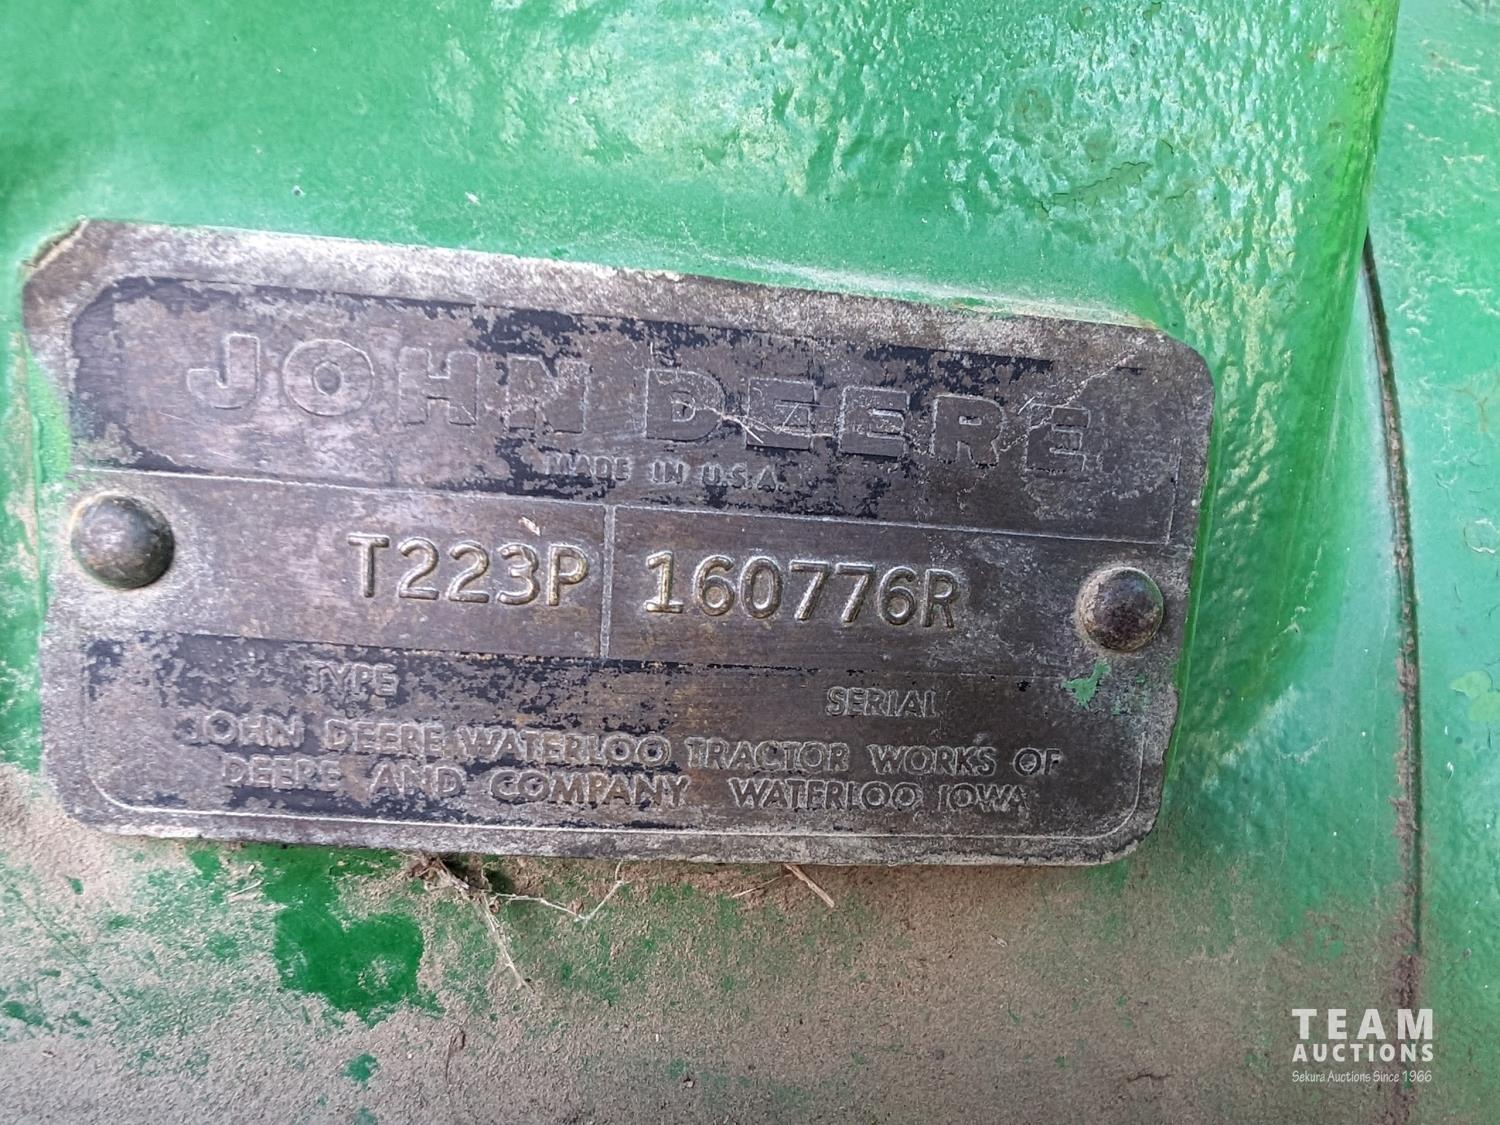 JOHN DEERE
MADE IN U.S.A.
T223P 160776R
TYPE SERIAL
JOHN DEERE WATERLOO TRACTOR WORKS OF
DEERE AND COMPANY WATERLOO IOWA
TEAM
AUCTIONS
Sekura Auctions Since 1966